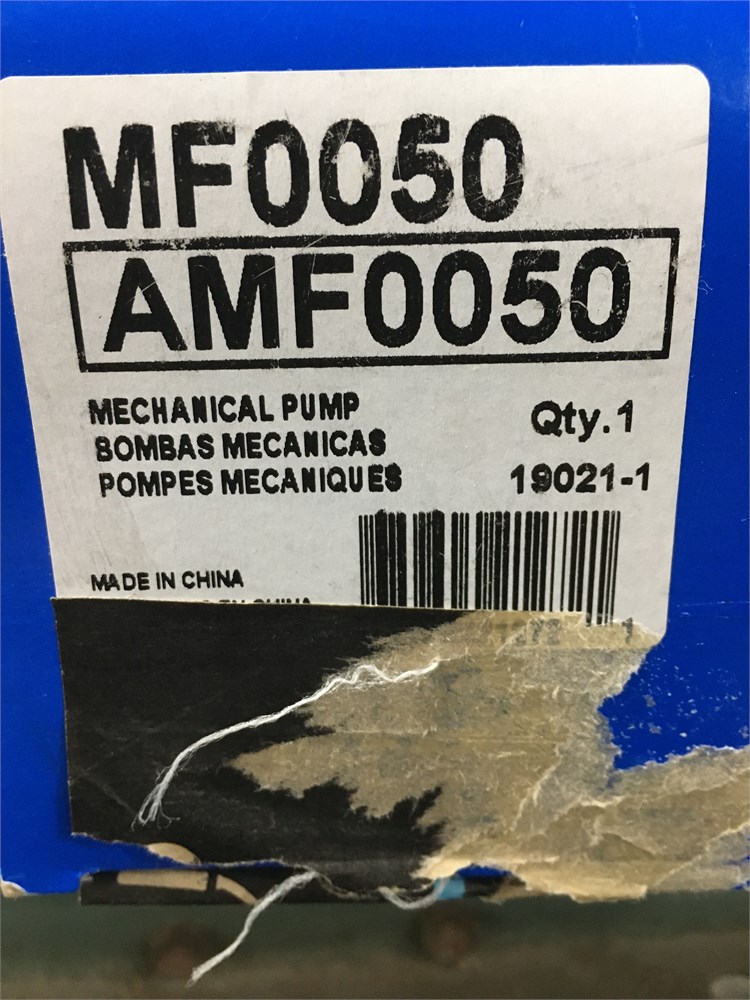 MF0050
AMF0050
MECHANICAL PUMP
BOMBAS MECANICAS
POMPES MECANIQUES
Qty.1
19021-1
MADE IN CHINA